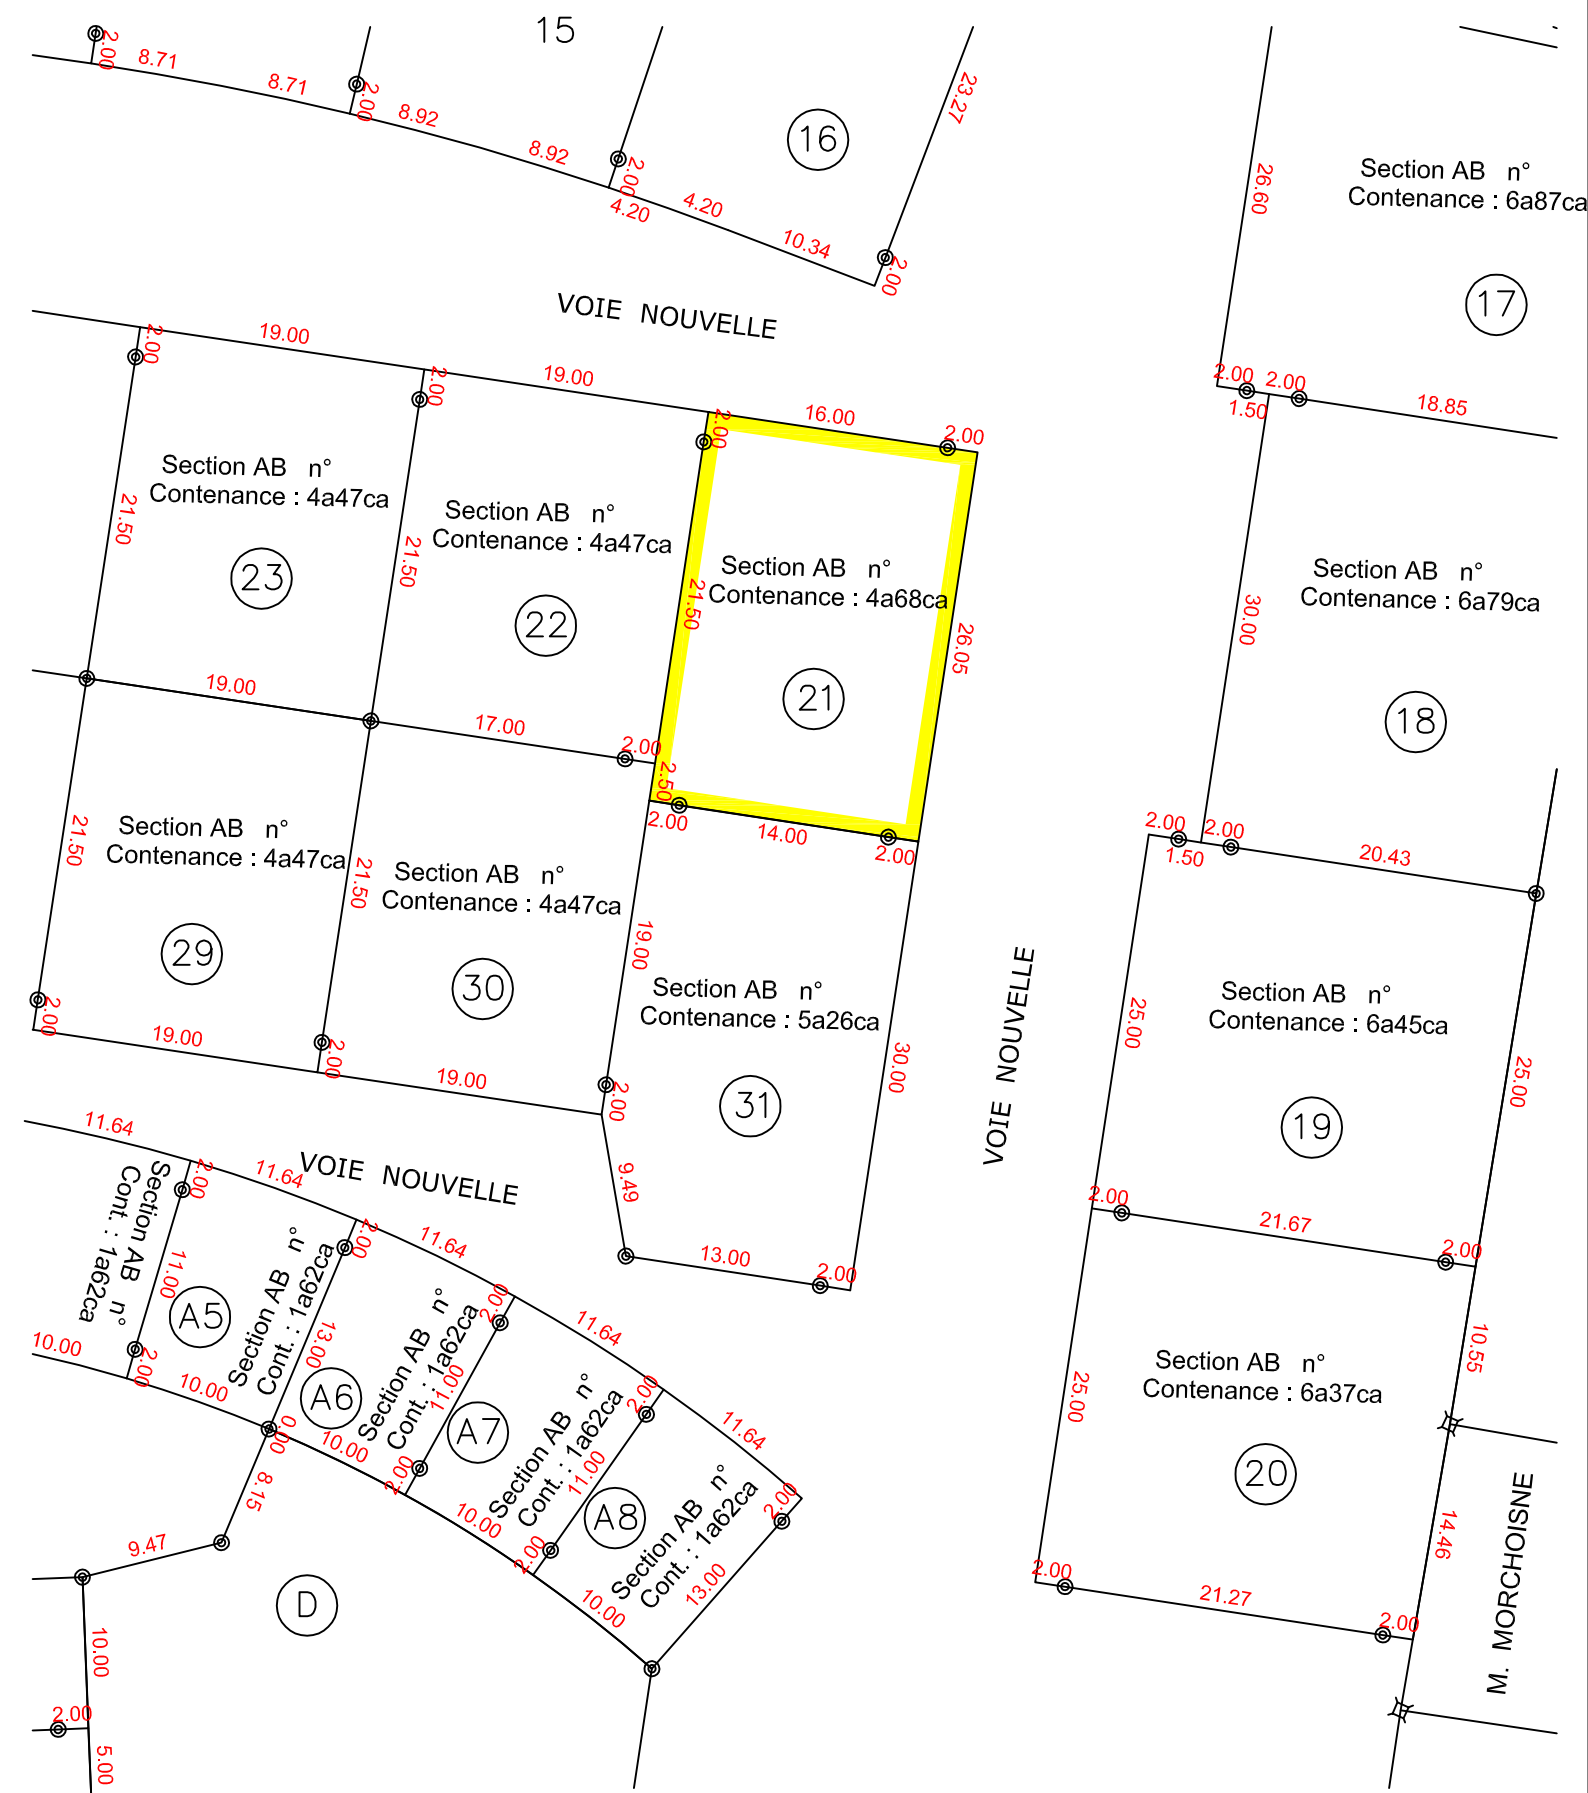 15
2.00
8.71
8.71
2.00
8.92
8.92
2.00
4.20
4.20
10.34
2.00
23.27
16
26.60
Section AB n°
Contenance : 6a87ca
17
VOIE NOUVELLE
2.00
19.00
2.00
19.00
2.00
16.00
2.00
2.00
2.00
1.50
18.85
Section AB n°
Contenance : 4a47ca
21.50
23
Section AB n°
Contenance : 4a47ca
21.50
22
Section AB n°
Contenance : 4a68ca
21.50
21
26.05
Section AB n°
Contenance : 6a79ca
30.00
18
19.00
17.00
2.00
2.50
2.00
14.00
2.00
2.00
2.00
1.50
20.43
Section AB n°
Contenance : 4a47ca
21.50
29
Section AB n°
Contenance : 4a47ca
21.50
30
19.00
Section AB n°
Contenance : 5a26ca
31
30.00
VOIE NOUVELLE
Section AB n°
Contenance : 6a45ca
25.00
19
25.00
2.00
19.00
2.00
19.00
2.00
9.49
13.00
2.00
2.00
21.67
2.00
11.64
VOIE NOUVELLE
2.00
11.64
2.00
11.64
2.00
11.64
2.00
11.64
2.00
Section AB n°
Cont. : 1a62ca
11.00
A5
Section AB n°
Cont. : 1a62ca
13.00
A6
Section AB n°
Cont. : 1a62ca
11.00
A7
Section AB n°
Cont. : 1a62ca
11.00
A8
Section AB n°
Cont. : 1a62ca
13.00
10.00
2.00
10.00
0.00
10.00
2.00
10.00
2.00
10.00
8.15
9.47
D
10.00
2.00
5.00
10.55
Section AB n°
Contenance : 6a37ca
25.00
20
14.46
M. MORCHOISNE
2.00
21.27
2.00